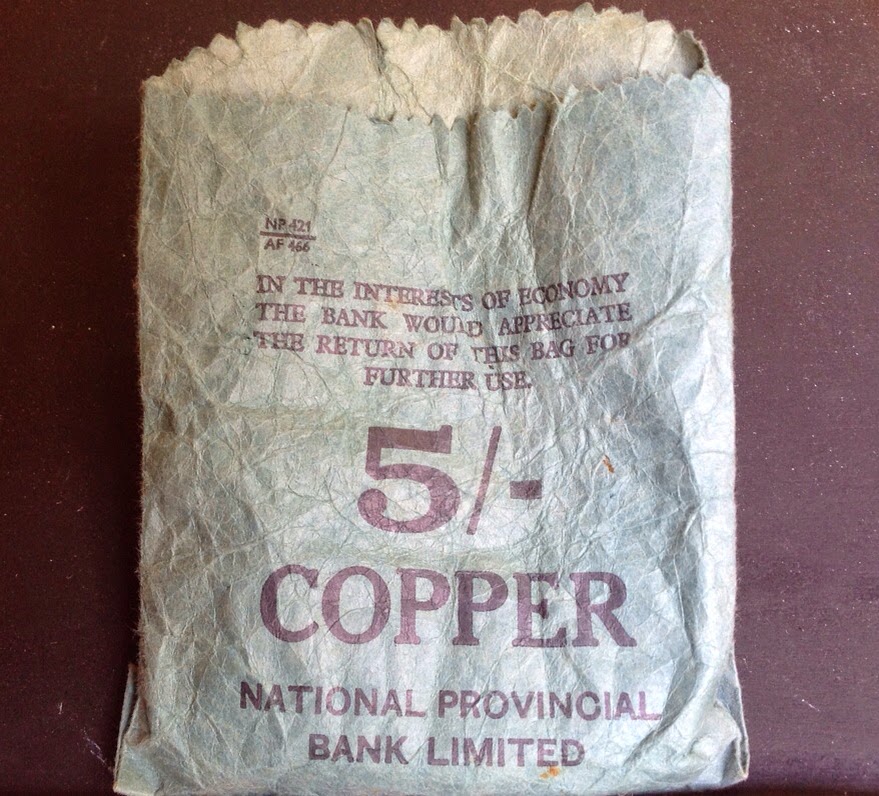 NP 421
AF 466
IN THE INTERESTS OF ECONOMY
THE BANK WOULD APPRECIATE
THE RETURN OF THIS BAG FOR
FURTHER USE.
5/-
COPPER
NATIONAL PROVINCIAL
BANK LIMITED